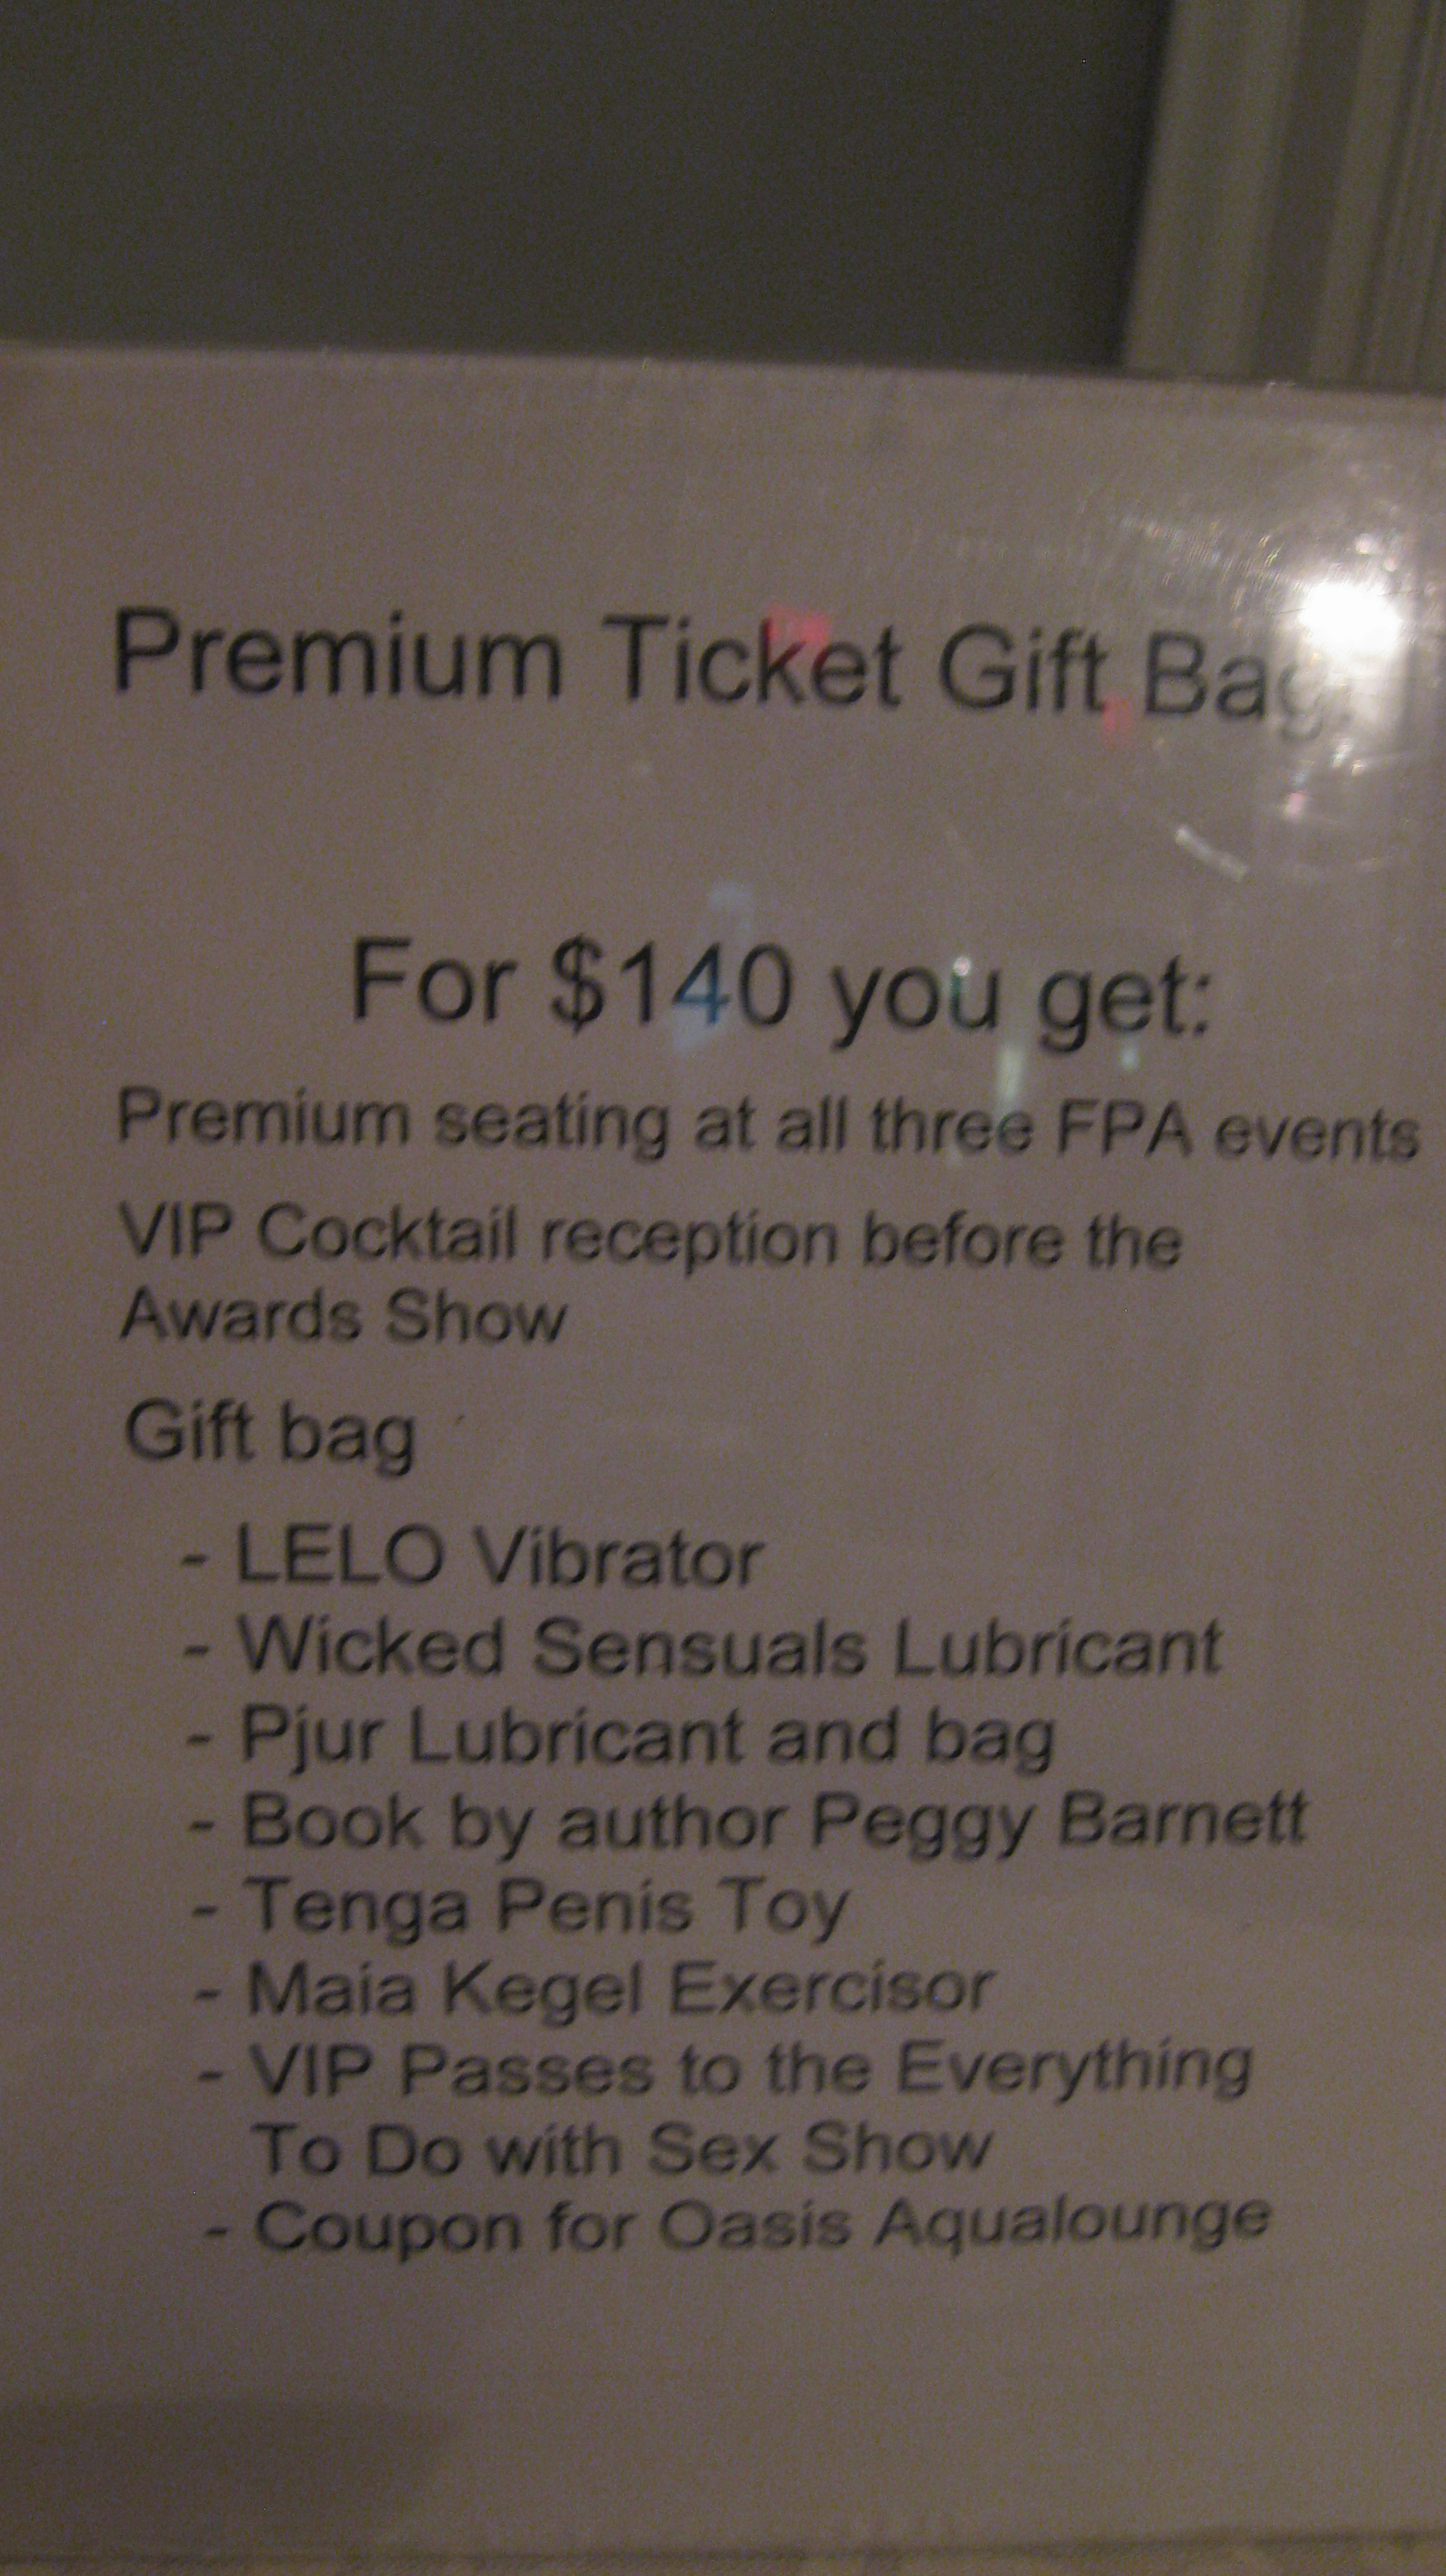 Premium Ticket Gift Bag
For $140 you get:
Premium seating at all three FPA events
VIP Cocktail reception before the
Awards Show
Gift bag
- LELO Vibrator
- Wicked Sensuals Lubricant
- Pjur Lubricant and bag
- Book by author Peggy Barnett
- Tenga Penis Toy
- Maia Kegel Exercisor
- VIP Passes to the Everything
To Do with Sex Show
- Coupon for Oasis Aqualounge